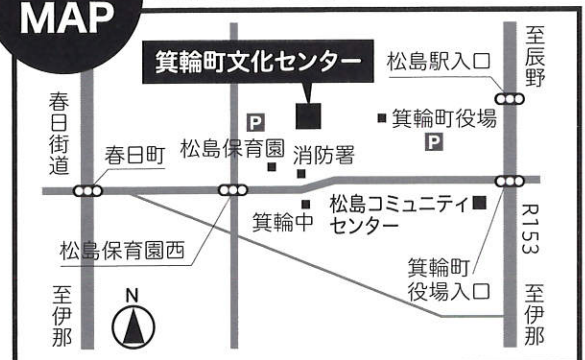 MAP
箕輪町文化センター
松島駅入口
至辰野
春日街道
春日町
P
松島保育園
消防署
箕輪町役場
P
箕輪中
松島コミュニティ
センター
R153
松島保育園西
箕輪町
役場入口
至伊那
N
至伊那